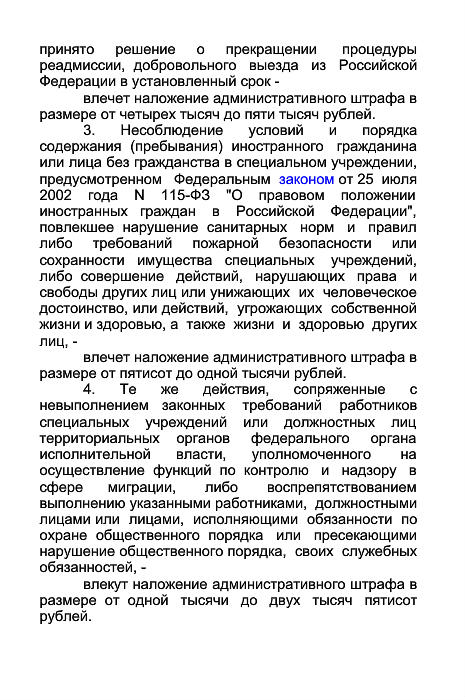 принято решение о прекращении процедуры
реадмиссии, добровольного выезда из Российской
Федерации в установленный срок -
влечет наложение административного штрафа в
размере от четырех тысяч до пяти тысяч рублей.
3. Несоблюдение условий и порядка
содержания (пребывания) иностранного гражданина
или лица без гражданства в специальном учреждении,
предусмотренном Федеральным законом от 25 июля
2002 года N 115-ФЗ "О правовом положении
иностранных граждан в Российской Федерации",
повлекшее нарушение санитарных норм и правил
либо требований пожарной безопасности или
сохранности имущества специальных учреждений,
либо совершение действий, нарушающих права и
свободы других лиц или унижающих их человеческое
достоинство, или действий, угрожающих собственной
жизни и здоровью, а также жизни и здоровью других
лиц, -
влечет наложение административного штрафа в
размере от пятисот до одной тысячи рублей.
4. Те же действия, сопряженные с
невыполнением законных требований работников
специальных учреждений или должностных лиц
территориальных органов федерального органа
исполнительной власти, уполномоченного на
осуществление функций по контролю и надзору в
сфере миграции, либо воспрепятствованием
выполнению указанными работниками, должностными
лицами или лицами, исполняющими обязанности по
охране общественного порядка или пресекающими
нарушение общественного порядка, своих служебных
обязанностей, -
влекут наложение административного штрафа в
размере от одной тысячи до двух тысяч пятисот
рублей.